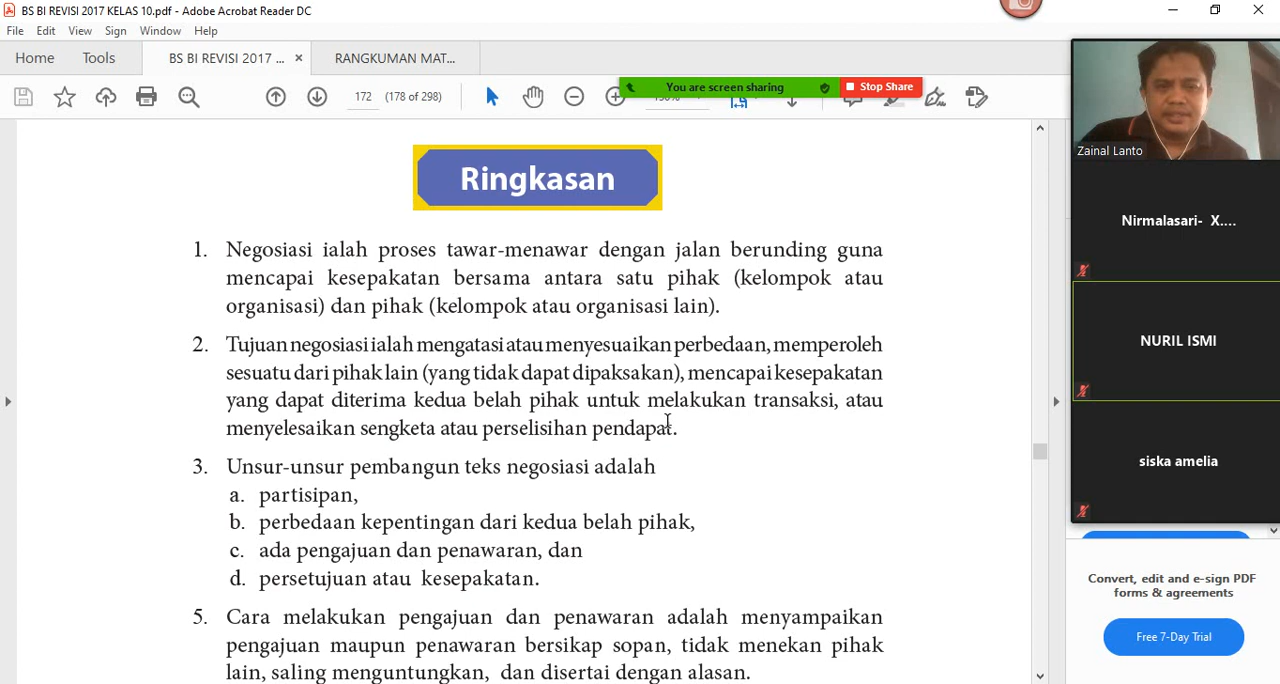 BS BI REVISI 2017 KELAS 10.pdf - Adobe Acrobat Reader DC
File Edit View Sign Window Help
Home Tools BS BI REVISI 2017 ... × RANGKUMAN MAT...
172 (178 of 298)
You are screen sharing Stop Share
Ringkasan
1. Negosiasi ialah proses tawar-menawar dengan jalan berunding guna
mencapai kesepakatan bersama antara satu pihak (kelompok atau
organisasi) dan pihak (kelompok atau organisasi lain).
2. Tujuan negosiasi ialah mengatasi atau menyesuaikan perbedaan, memperoleh
sesuatu dari pihak lain (yang tidak dapat dipaksakan), mencapai kesepakatan
yang dapat diterima kedua belah pihak untuk melakukan transaksi, atau
menyelesaikan sengketa atau perselisihan pendapat.
3. Unsur-unsur pembangun teks negosiasi adalah
a. partisipan,
b. perbedaan kepentingan dari kedua belah pihak,
c. ada pengajuan dan penawaran, dan
d. persetujuan atau kesepakatan.
5. Cara melakukan pengajuan dan penawaran adalah menyampaikan
pengajuan maupun penawaran bersikap sopan, tidak menekan pihak
lain, saling menguntungkan, dan disertai dengan alasan.
Zainal Lanto
Nirmalasari- X....
NURIL ISMI
siska amelia
Convert, edit and e-sign PDF
forms & agreements
Free 7-Day Trial